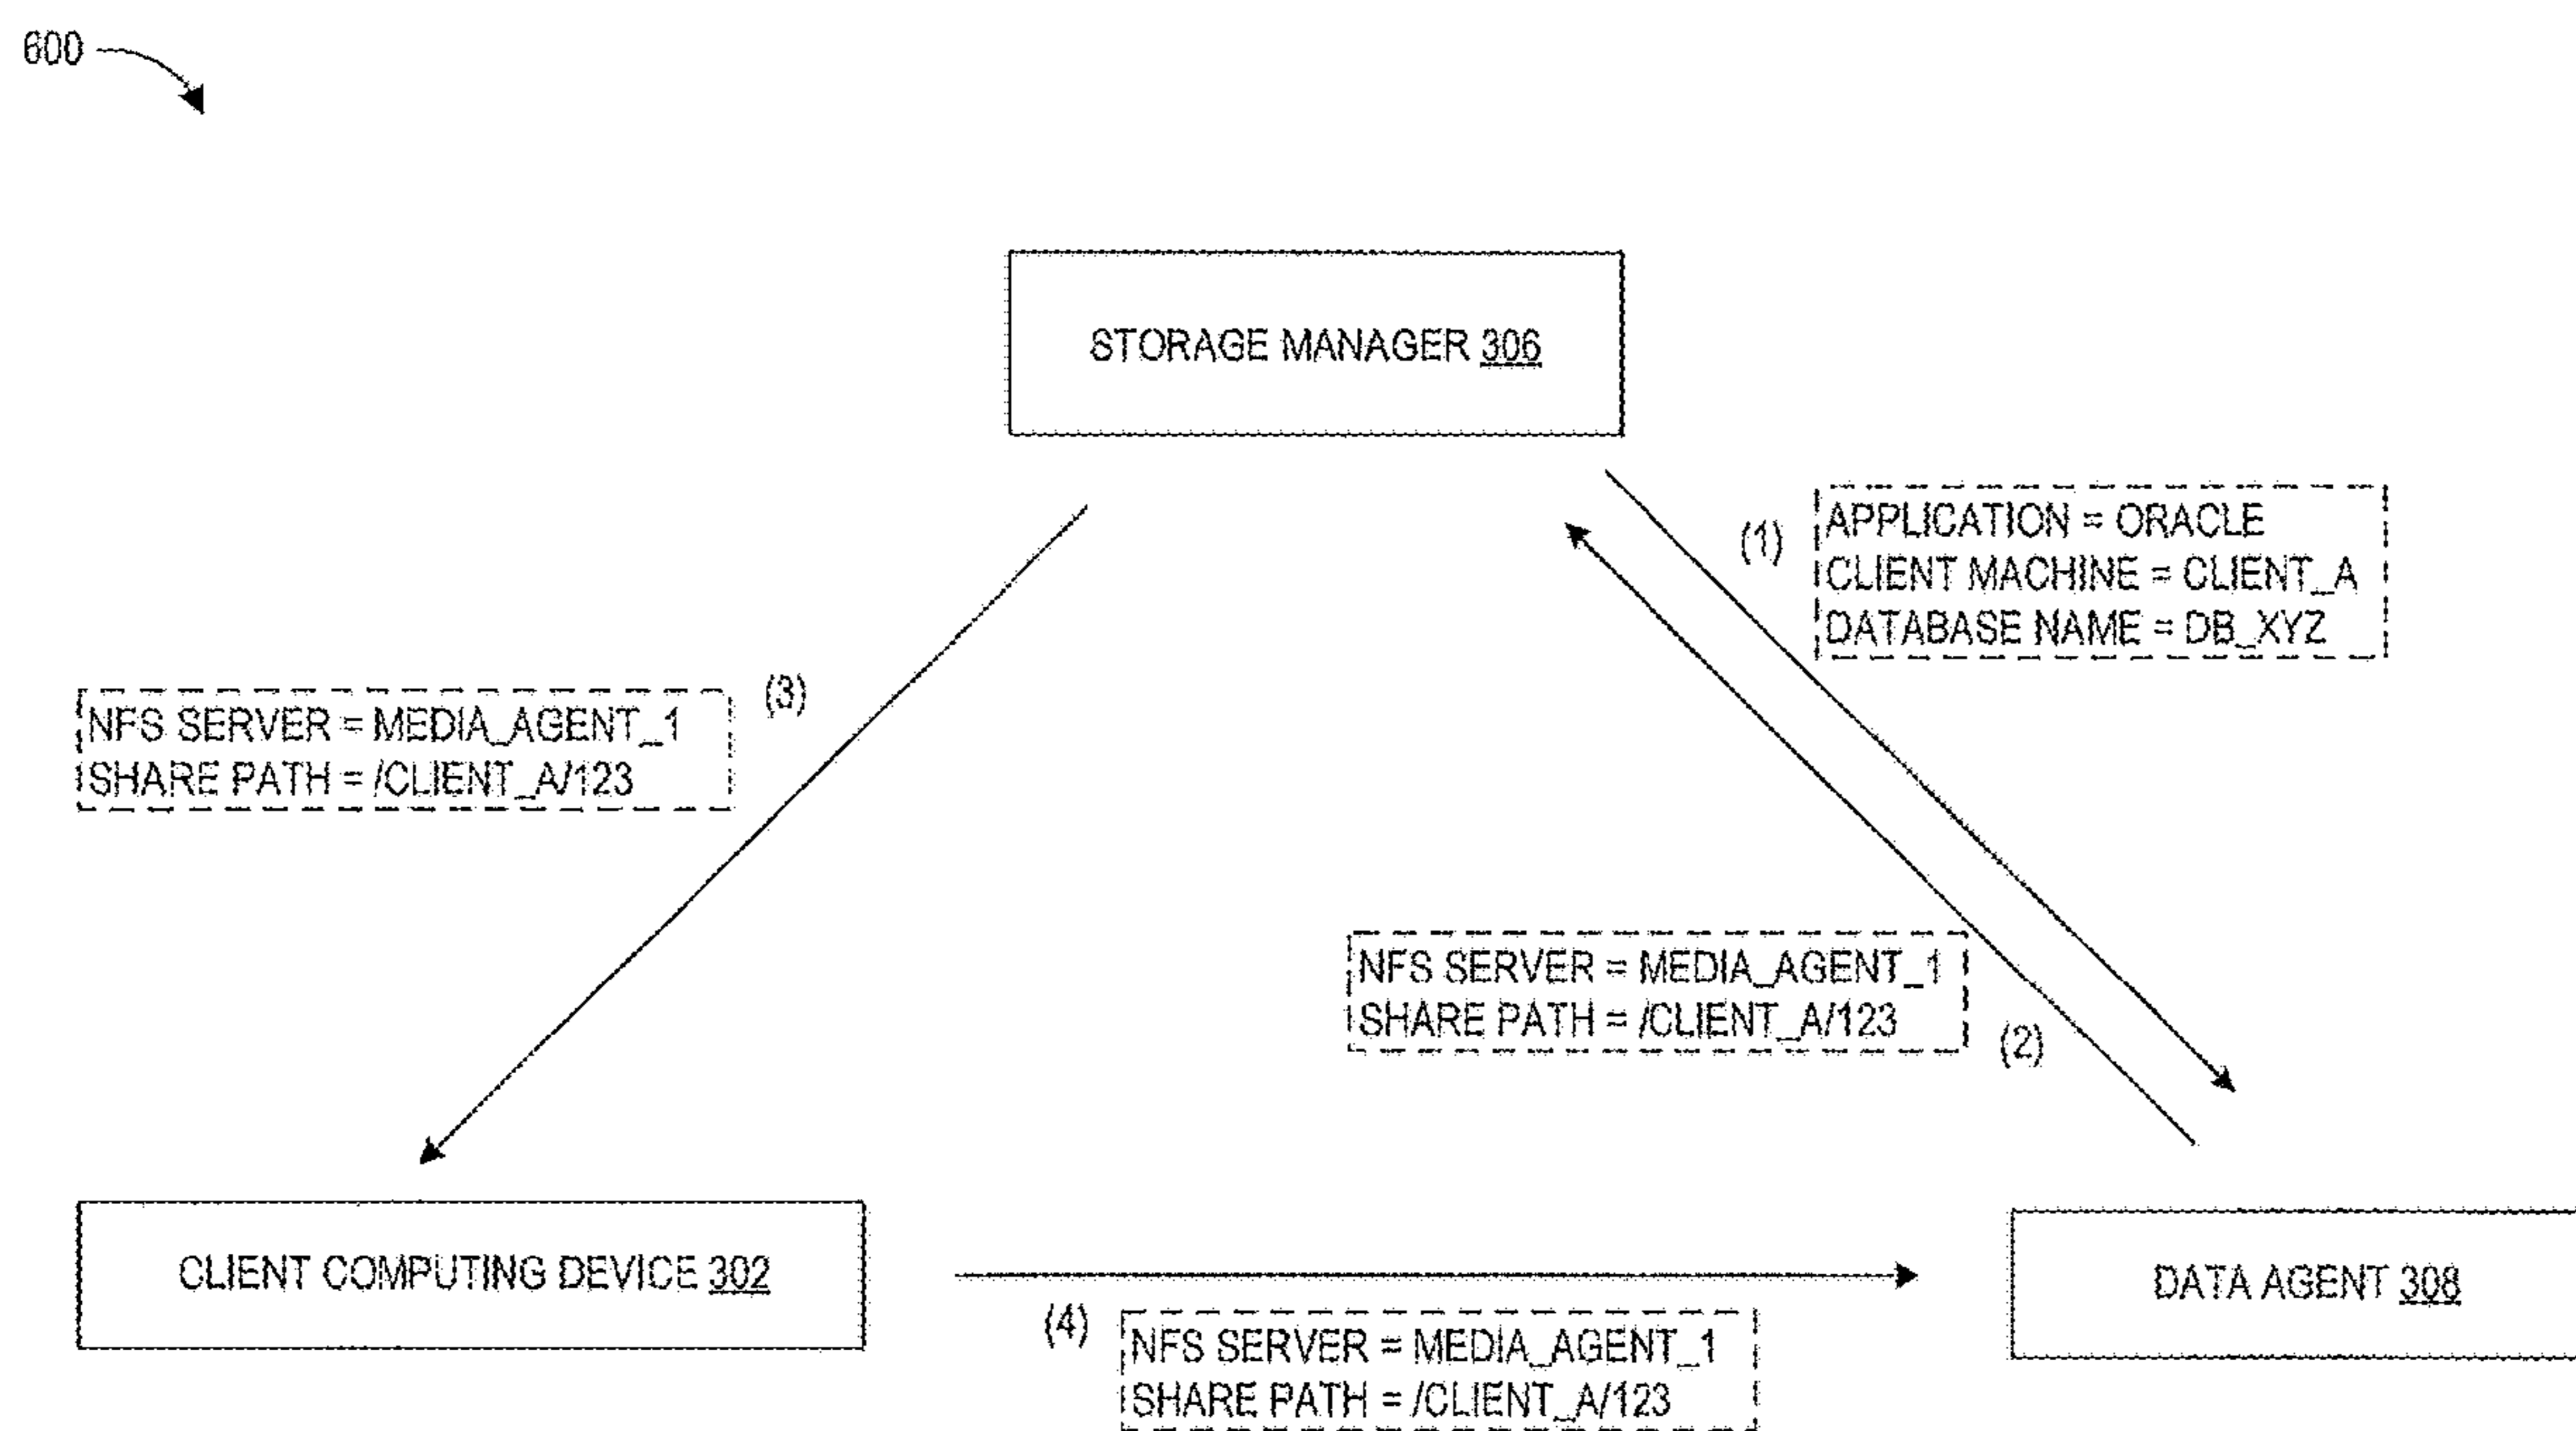 600
STORAGE MANAGER 306
(1)
APPLICATION = ORACLE
CLIENT MACHINE = CLIENT_A
DATABASE NAME = DB_XYZ
(3)
NFS SERVER = MEDIA_AGENT_1
SHARE PATH = /CLIENT_A/123
NFS SERVER = MEDIA_AGENT_1
SHARE PATH = /CLIENT_A/123
(2)
CLIENT COMPUTING DEVICE 302
DATA AGENT 308
(4)
NFS SERVER = MEDIA_AGENT_1
SHARE PATH = /CLIENT_A/123